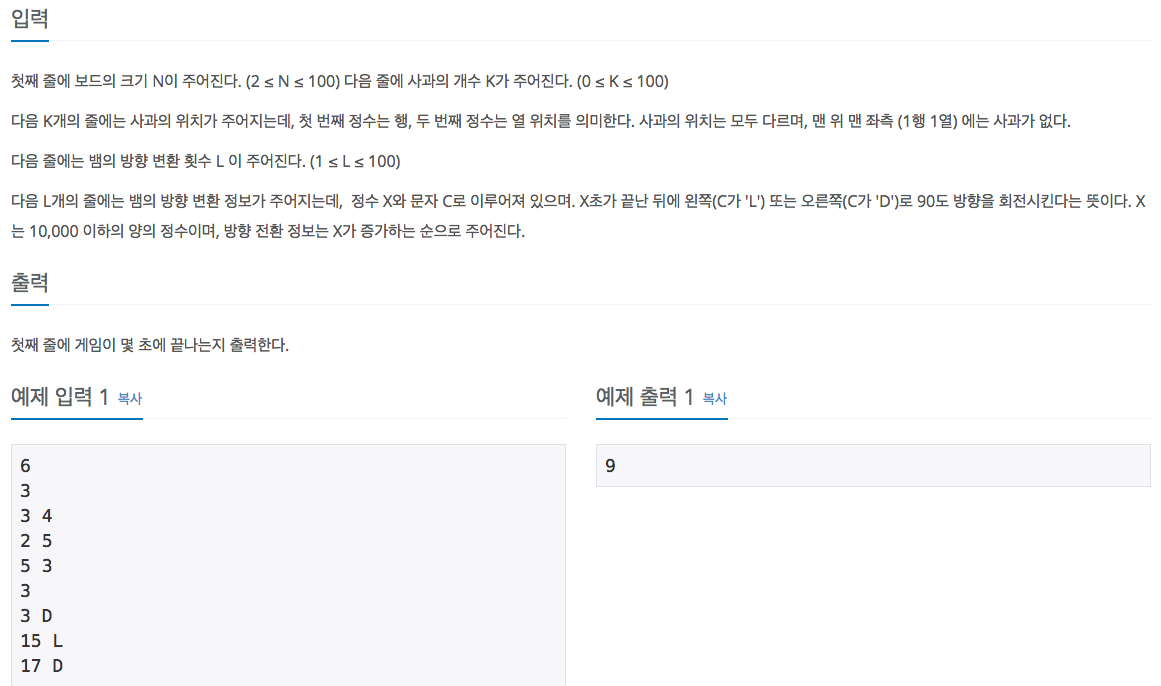 입력
첫째 줄에 보드의 크기 N이 주어진다. (2 ≤ N ≤ 100) 다음 줄에 사과의 개수 K가 주어진다. (0 ≤ K ≤ 100)
다음 K개의 줄에는 사과의 위치가 주어지는데, 첫 번째 정수는 행, 두 번째 정수는 열 위치를 의미한다. 사과의 위치는 모두 다르며, 맨 위 맨 좌측 (1행 1열) 에는 사과가 없다.
다음 줄에는 뱀의 방향 변환 횟수 L 이 주어진다. (1 ≤ L ≤ 100)
다음 L개의 줄에는 뱀의 방향 변환 정보가 주어지는데, 정수 X와 문자 C로 이루어져 있으며. X초가 끝난 뒤에 왼쪽(C가 'L') 또는 오른쪽(C가 'D')로 90도 방향을 회전시킨다는 뜻이다. X
는 10,000 이하의 양의 정수이며, 방향 전환 정보는 X가 증가하는 순으로 주어진다.
출력
첫째 줄에 게임이 몇 초에 끝나는지 출력한다.
예제 입력 1 복사
6
3
3 4
2 5
5 3
3
3 D
15 L
17 D
예제 출력 1 복사
9